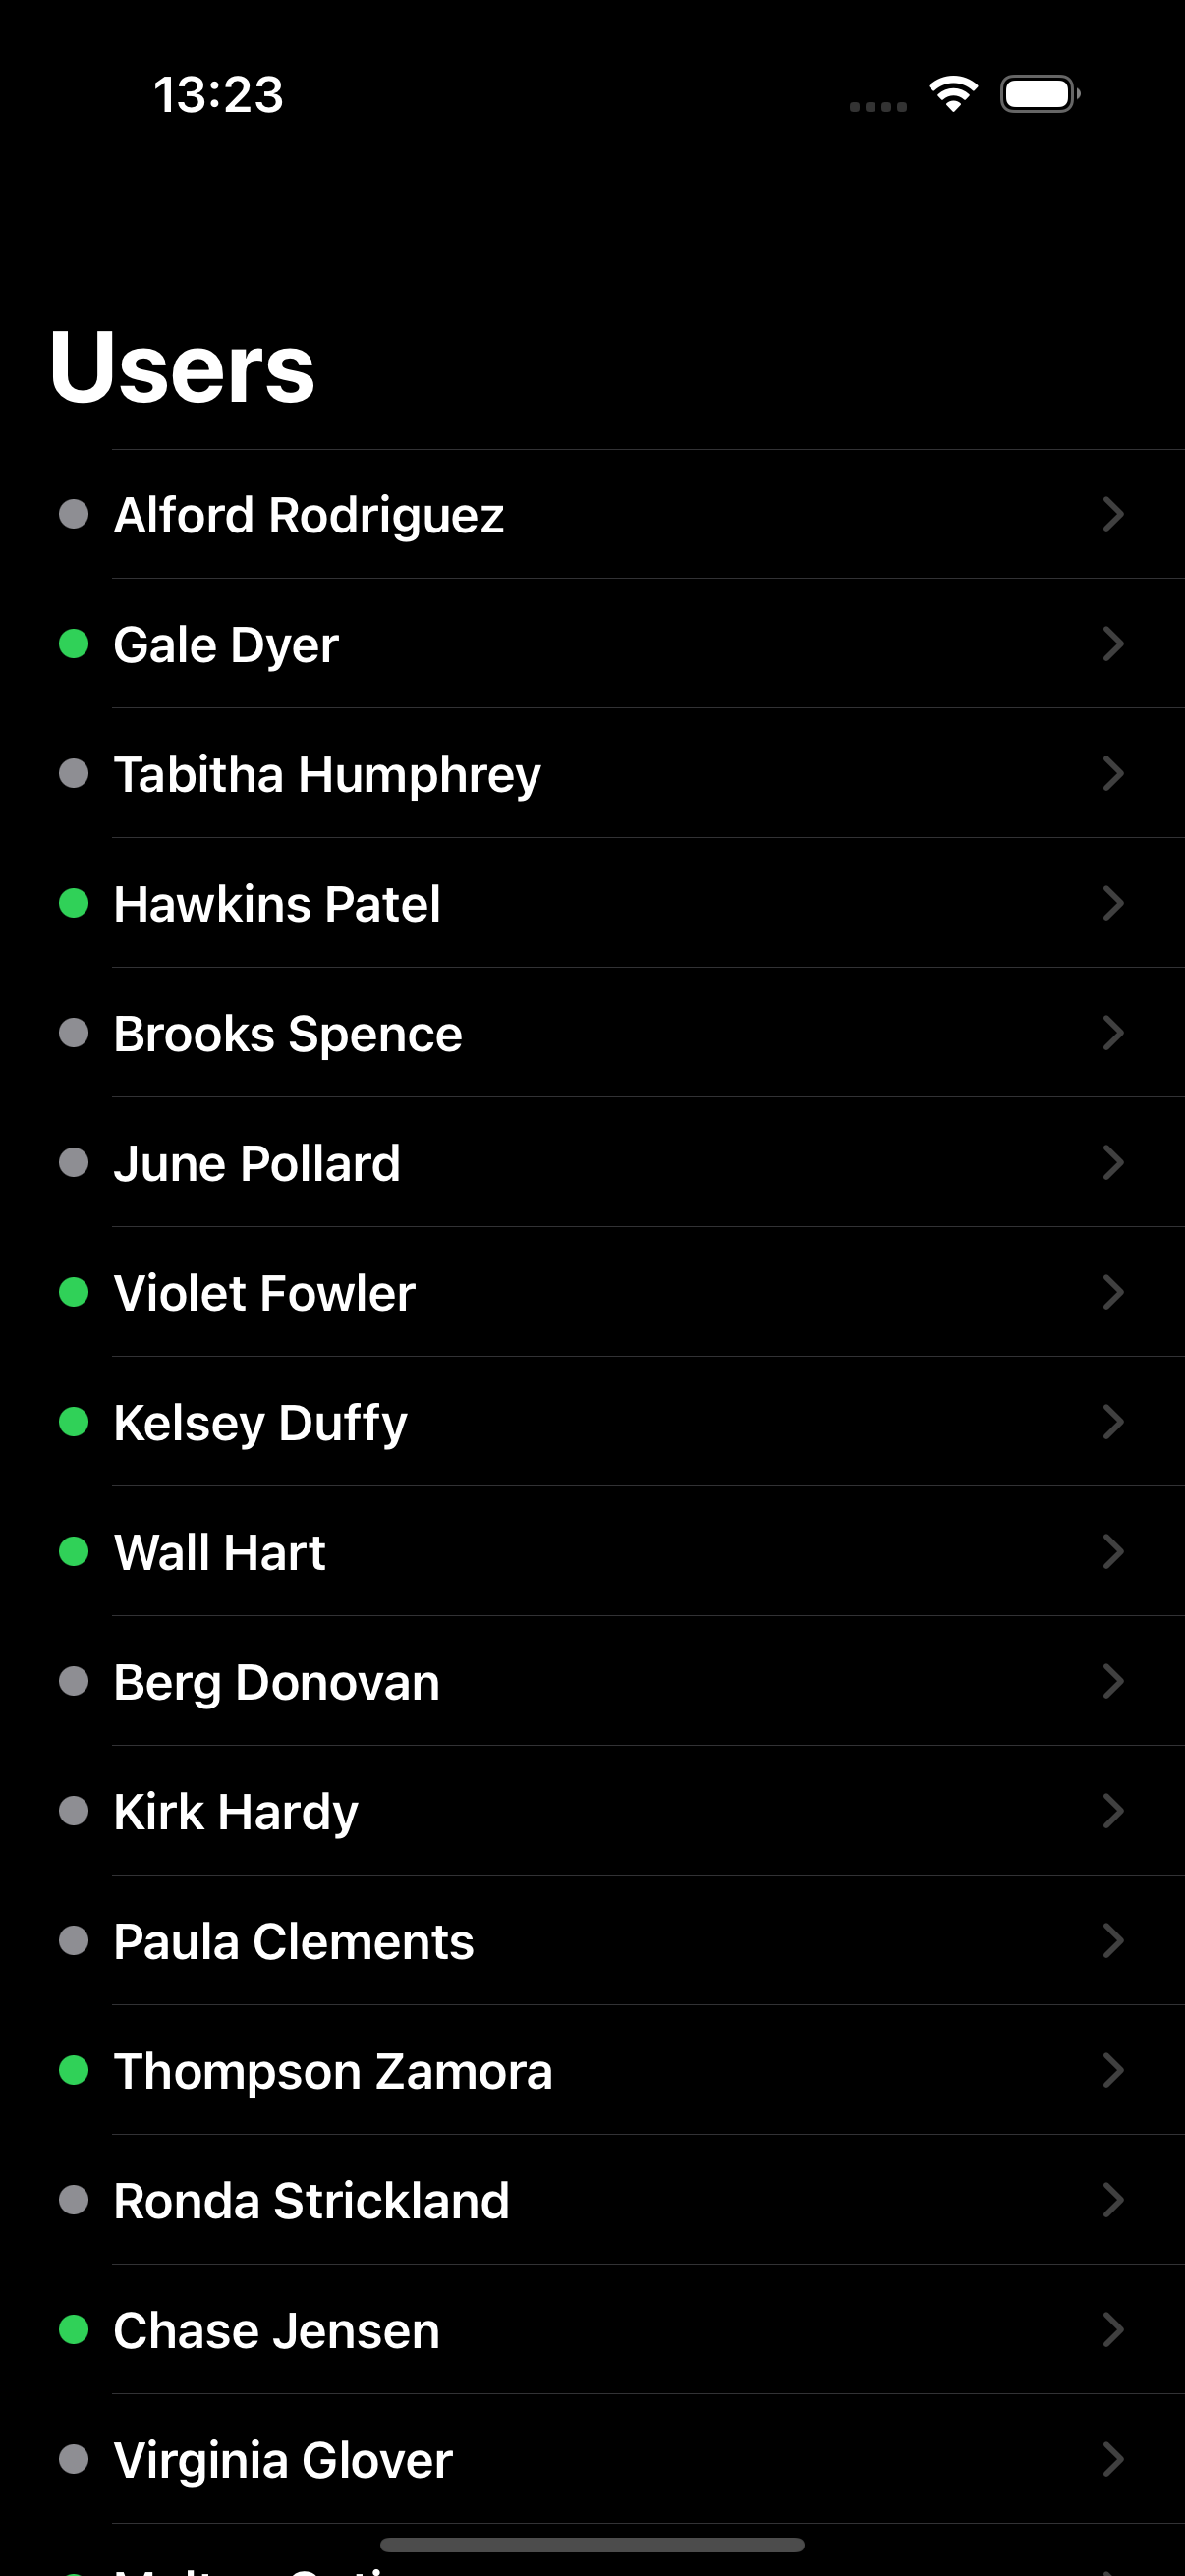 13:23
Users
Alford Rodriguez
Gale Dyer
Tabitha Humphrey
Hawkins Patel
Brooks Spence
June Pollard
Violet Fowler
Kelsey Duffy
Wall Hart
Berg Donovan
Kirk Hardy
Paula Clements
Thompson Zamora
Ronda Strickland
Chase Jensen
Virginia Glover